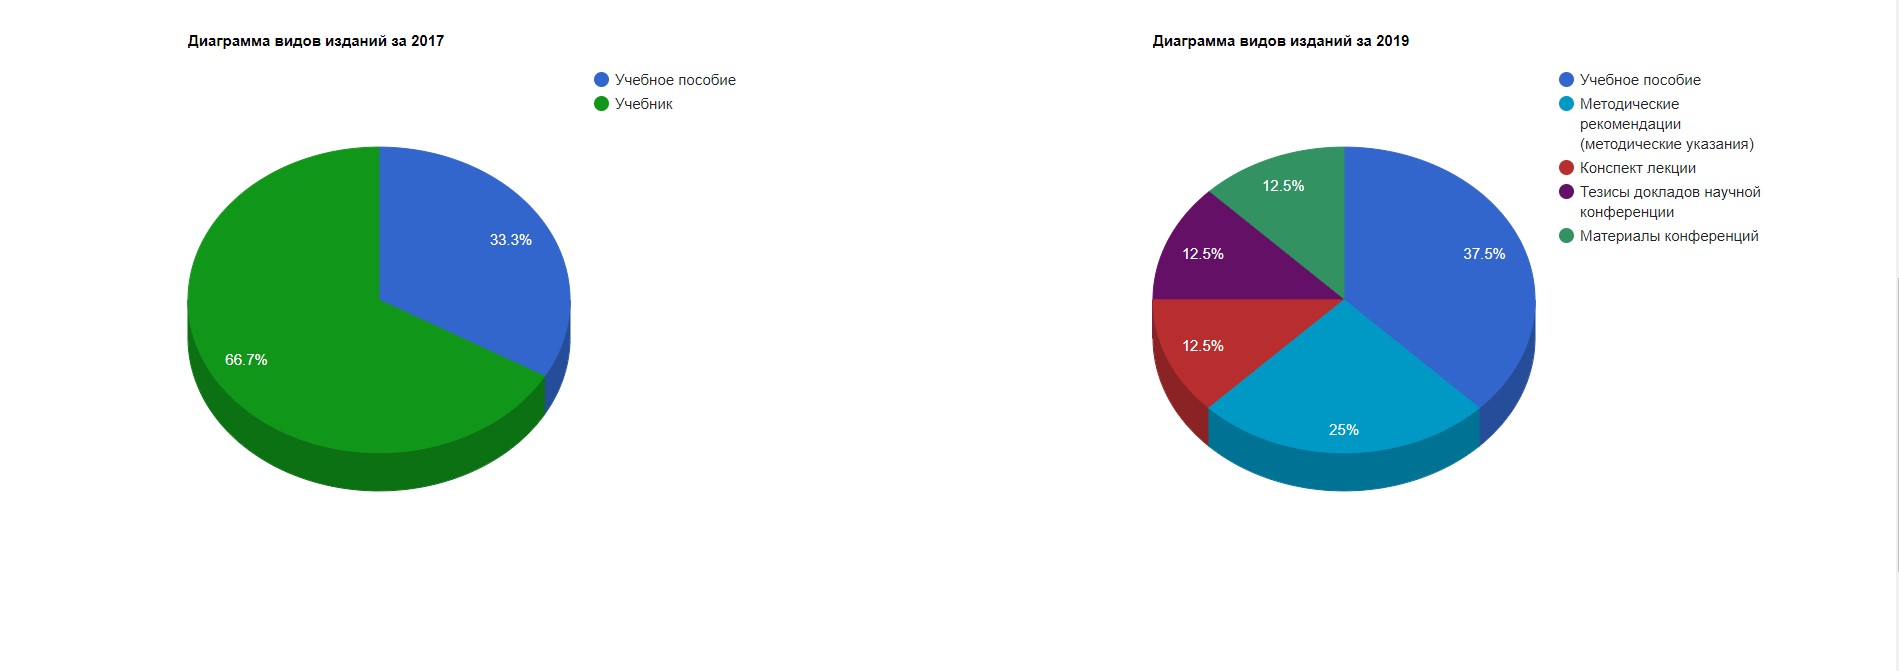 Диаграмма видов изданий за 2017
Учебное пособие
Учебник
33.3%
66.7%
Диаграмма видов изданий за 2019
Учебное пособие
Методические
рекомендации
(методические указания)
Конспект лекции
Тезисы докладов научной
конференции
Материалы конференций
12.5%
12.5%
37.5%
12.5%
25%